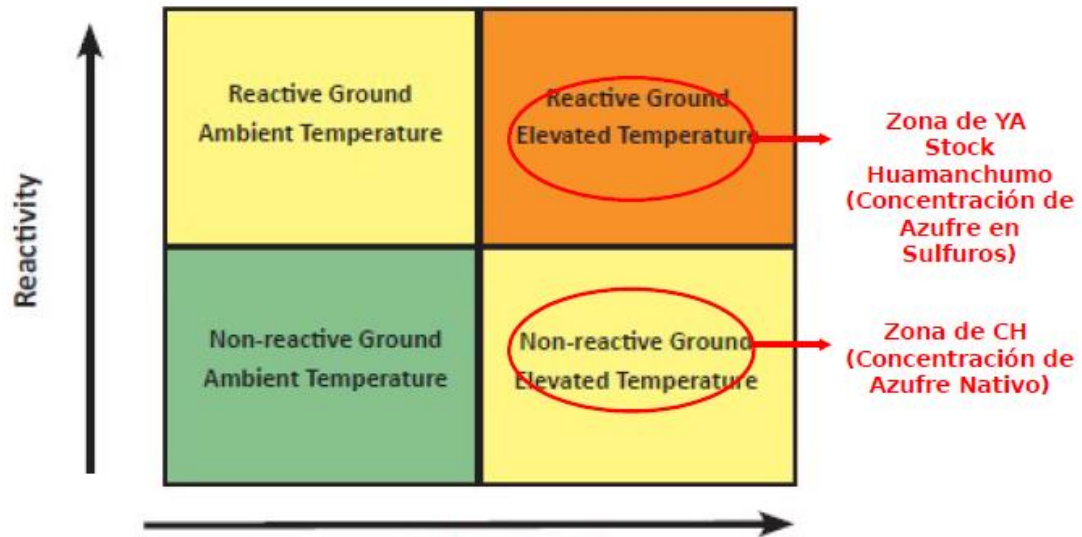 Reactivity
Reactive Ground
Ambient Temperature
Reactive Ground
Elevated Temperature
Non-reactive Ground
Ambient Temperature
Non-reactive Ground
Elevated Temperature
Zona de YA
Stock
Huamanchumo
(Concentración de
Azufre en
Sulfuros)
Zona de CH
(Concentración de
Azufre Nativo)